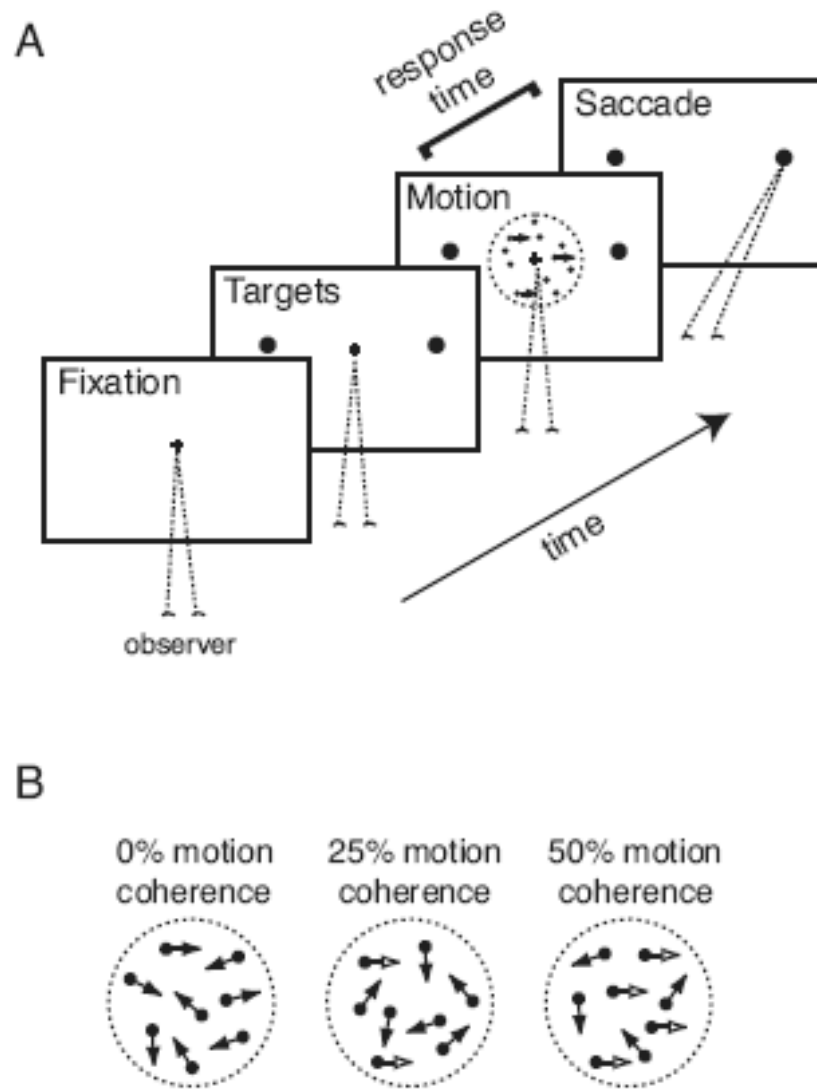 A
response
time
Saccade
Motion
Targets
Fixation
time
observer
B
0% motion
coherence
25% motion
coherence
50% motion
coherence